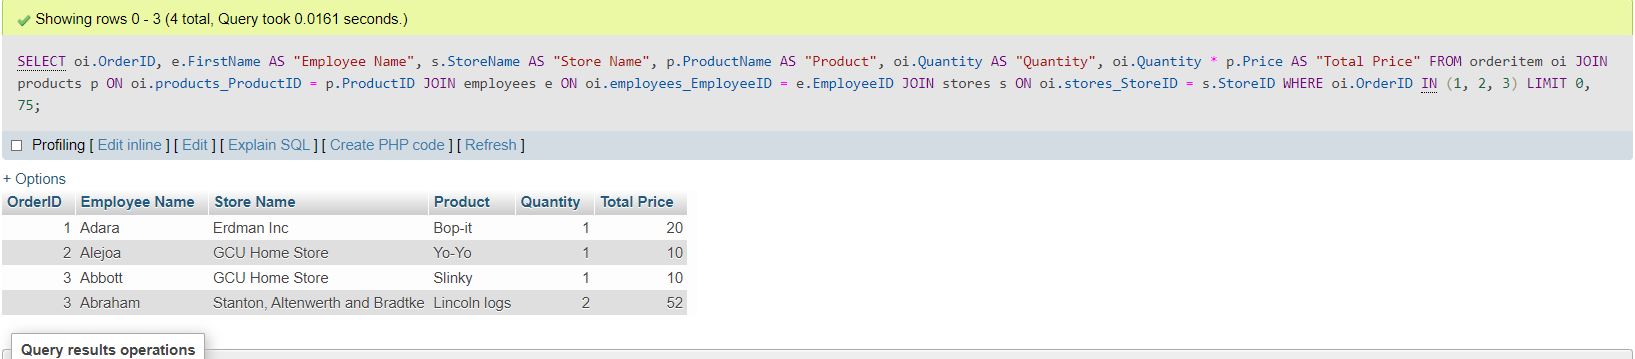 Showing rows 0 - 3 (4 total, Query took 0.0161 seconds.)
SELECT oi.OrderID, e.FirstName AS "Employee Name", s.StoreName AS "Store Name", p.ProductName AS "Product", oi.Quantity AS "Quantity", oi.Quantity * p.Price AS "Total Price" FROM orderitem oi JOIN
products p ON oi.products_ProductID = p.ProductID JOIN employees e ON oi.employees_EmployeeID = e.EmployeeID JOIN stores s ON oi.stores_StoreID = s.StoreID WHERE oi.OrderID IN (1, 2, 3) LIMIT 0,
75;
Profiling [ Edit inline ] [ Edit ] [ Explain SQL ] [ Create PHP code ] [ Refresh ]
+ Options
OrderID Employee Name Store Name Product Quantity Total Price
1 Adara Erdman Inc Bop-it 1 20
2 Alejoa GCU Home Store Yo-Yo 1 10
3 Abbott GCU Home Store Slinky 1 10
3 Abraham Stanton, Altenwerth and Bradtke Lincoln logs 2 52
Query results operations